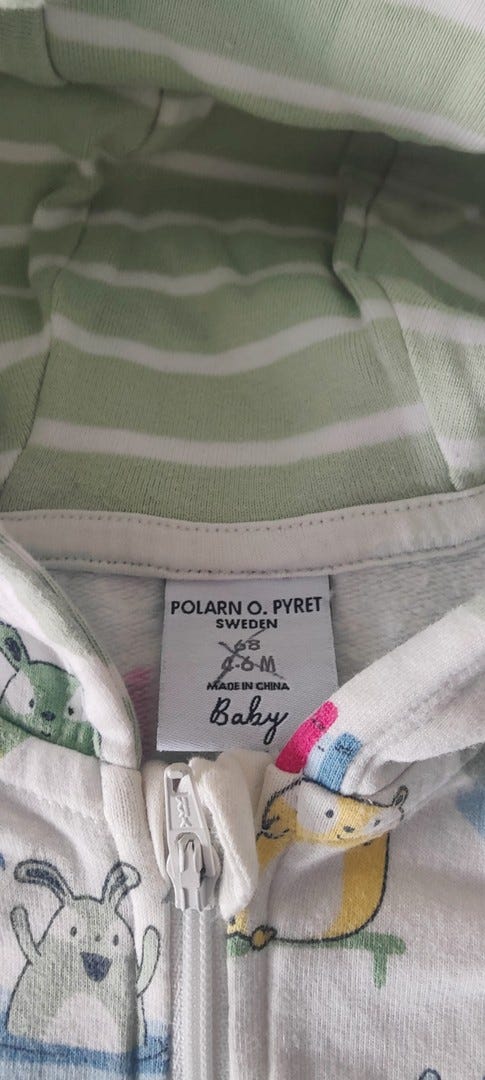 POLARN O. PYRET
SWEDEN
68
4-6M
MADE IN CHINA
Baby